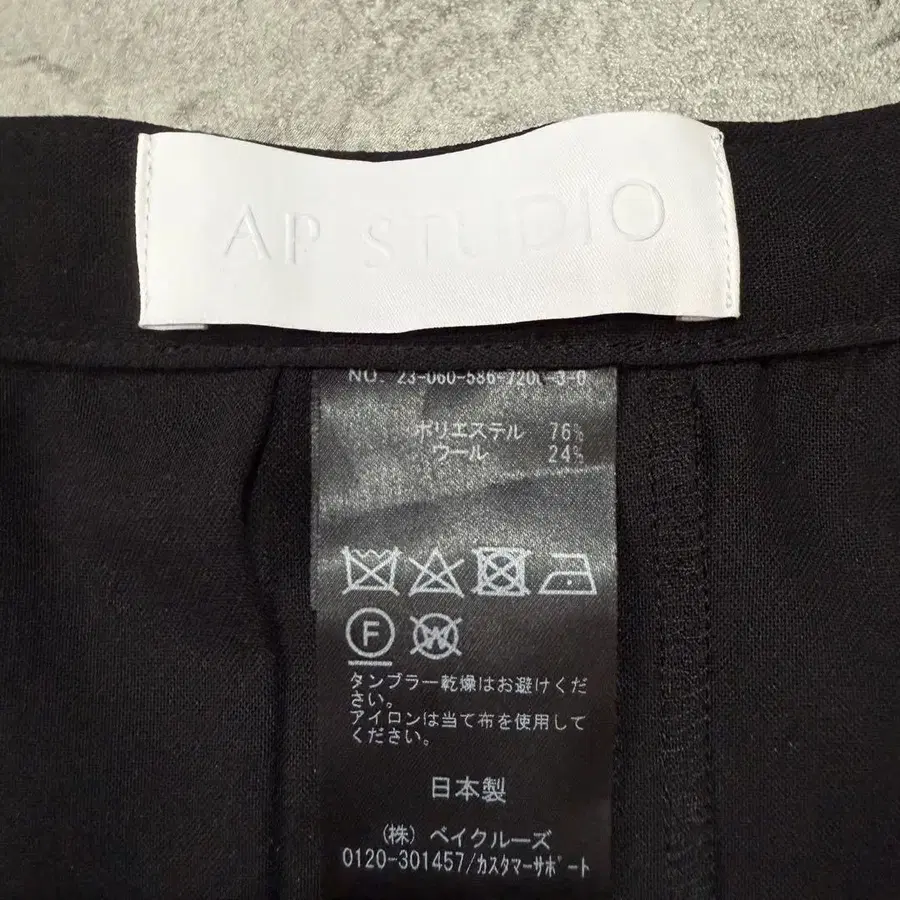 AP STUDIO
NO. 23-060-586-7200-3-0
ポリエステル 76%
ウール 24%
F
W
タンブラー乾燥はお避けくだ
さい。
アイロンは当て布を使用して
ください。
日本製
(株) ベイクルーズ
0120-301457/カスタマーサポート